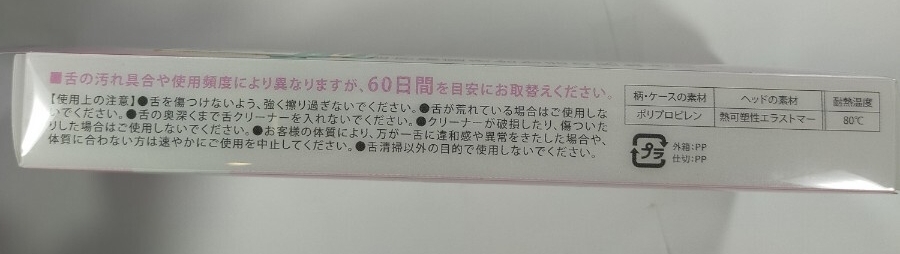 ■舌の汚れ具合や使用頻度により異なりますが、60日間を目安にお取替えください。
【使用上の注意】●舌を傷つけないよう、強く擦り過ぎないでください。●舌が荒れている場合はご使用しな
いでください。●舌の奥深くまで舌クリーナーを入れないでください。●クリーナーが破損したり、傷ついた
りした場合はご使用しないでください。●お客様の体質により、万が一舌に違和感や異常をきたした場合や、
体質に合わない方は速やかにご使用を中止してください。●舌清掃以外の目的で使用しないでください。
柄・ケースの素材 ヘッドの素材 耐熱温度
ポリプロピレン 熱可塑性エラストマー 80℃
プラ
外箱:PP
仕切:PP